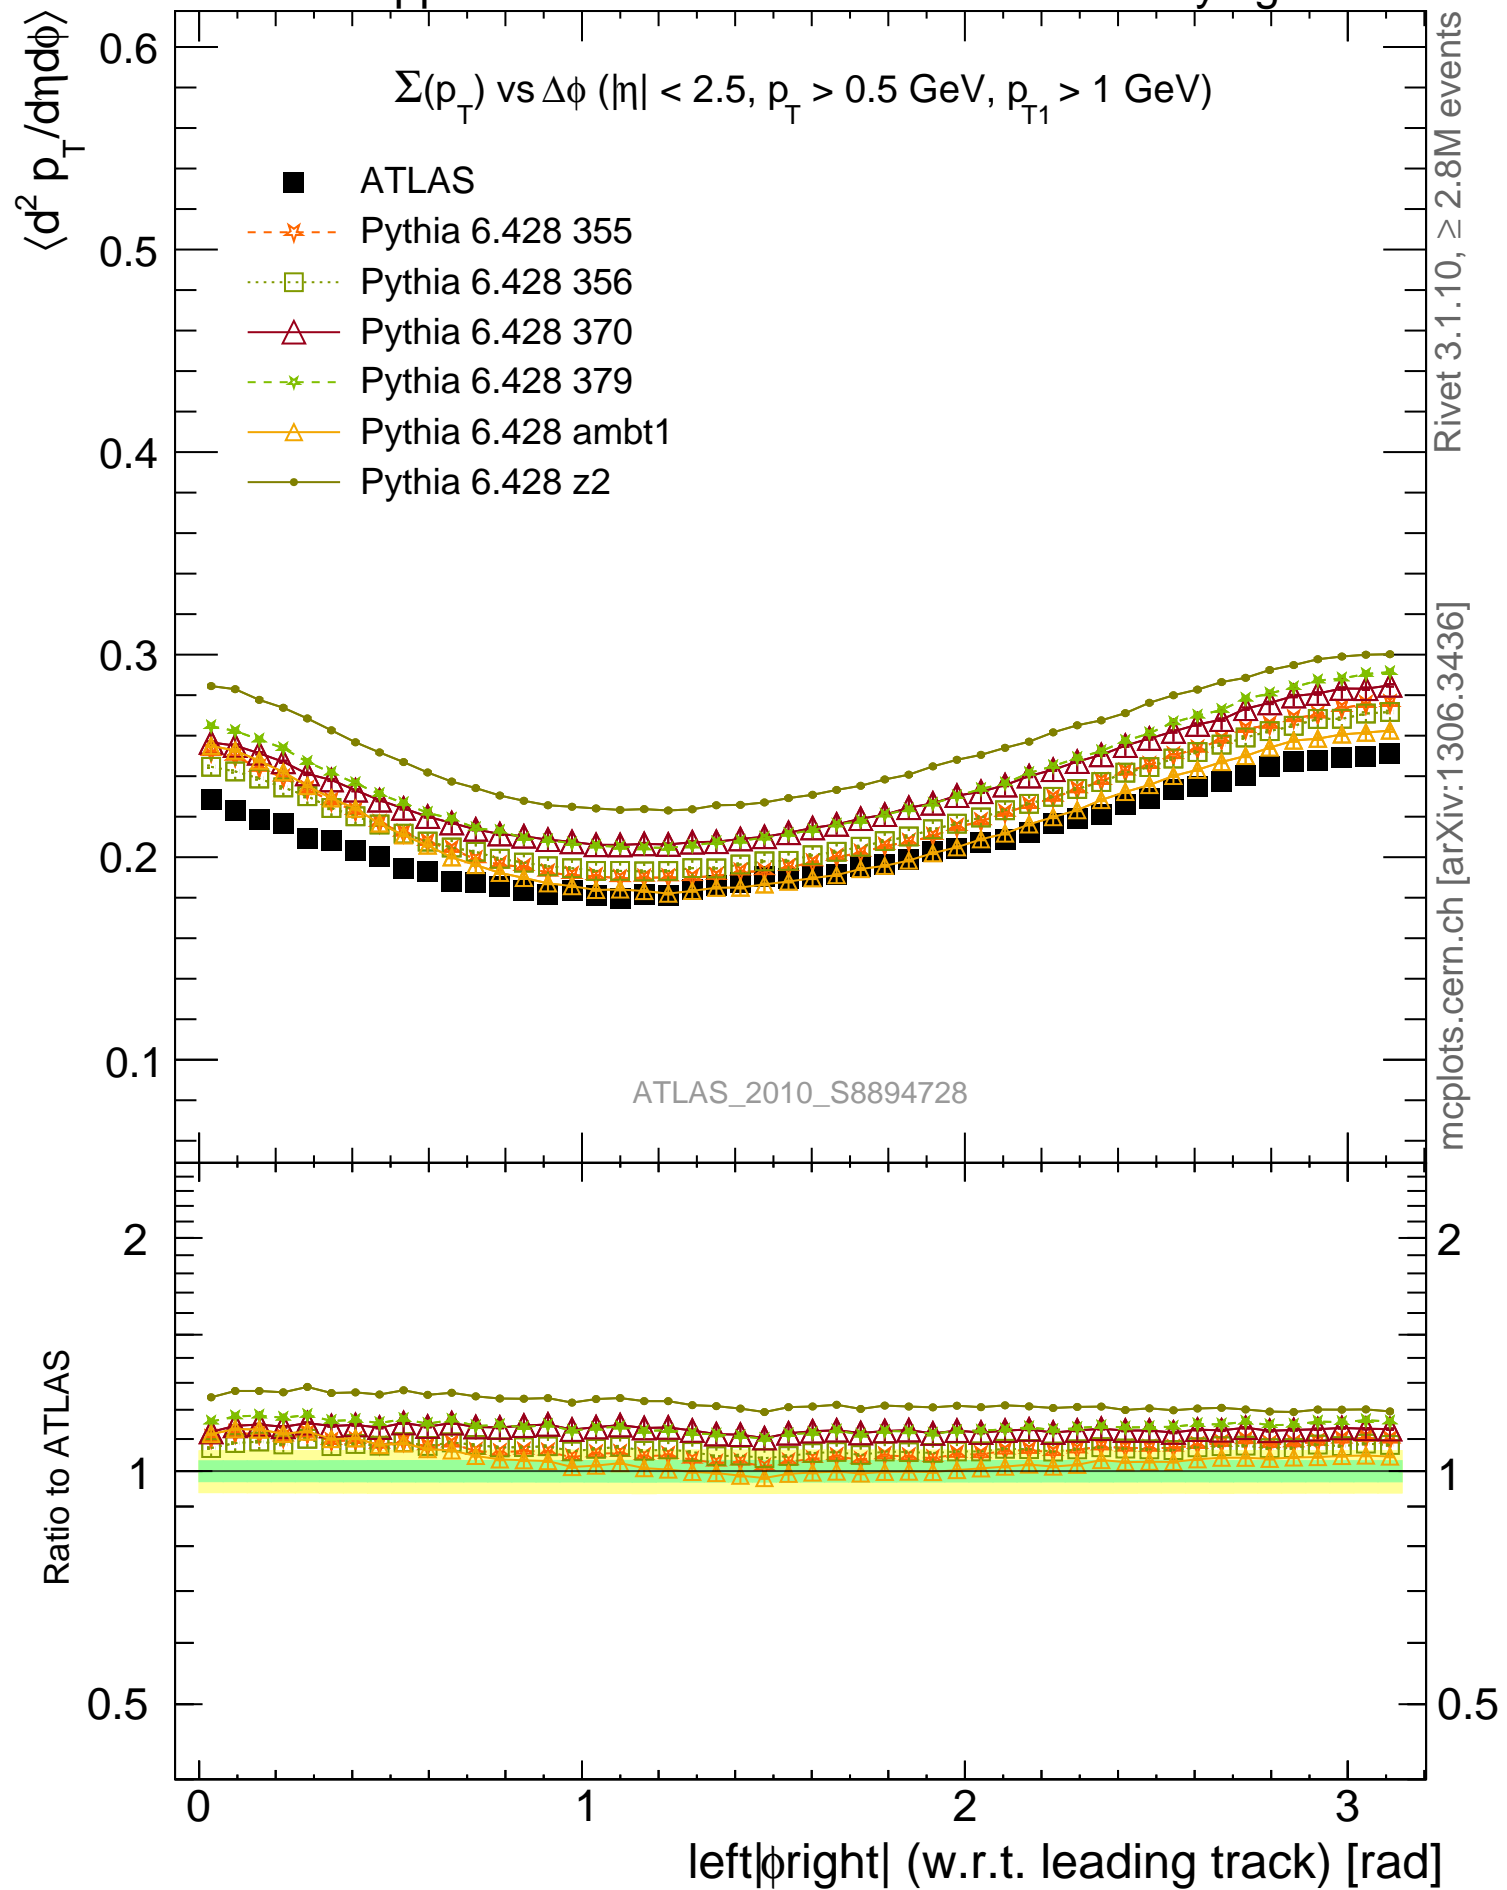 ⟨d² p_T/dηdϕ⟩
Σ(p_T) vs Δϕ (|η| < 2.5, p_T > 0.5 GeV, p_T1 > 1 GeV)
ATLAS
Pythia 6.428 355
Pythia 6.428 356
Pythia 6.428 370
Pythia 6.428 379
Pythia 6.428 ambt1
Pythia 6.428 z2
0.6
0.5
0.4
0.3
0.2
0.1
ATLAS_2010_S8894728
Rivet 3.1.10, ≥ 2.8M events
mcplots.cern.ch [arXiv:1306.3436]
Ratio to ATLAS
2
1
0.5
2
1
0.5
0
1
2
3
left|ϕright| (w.r.t. leading track) [rad]